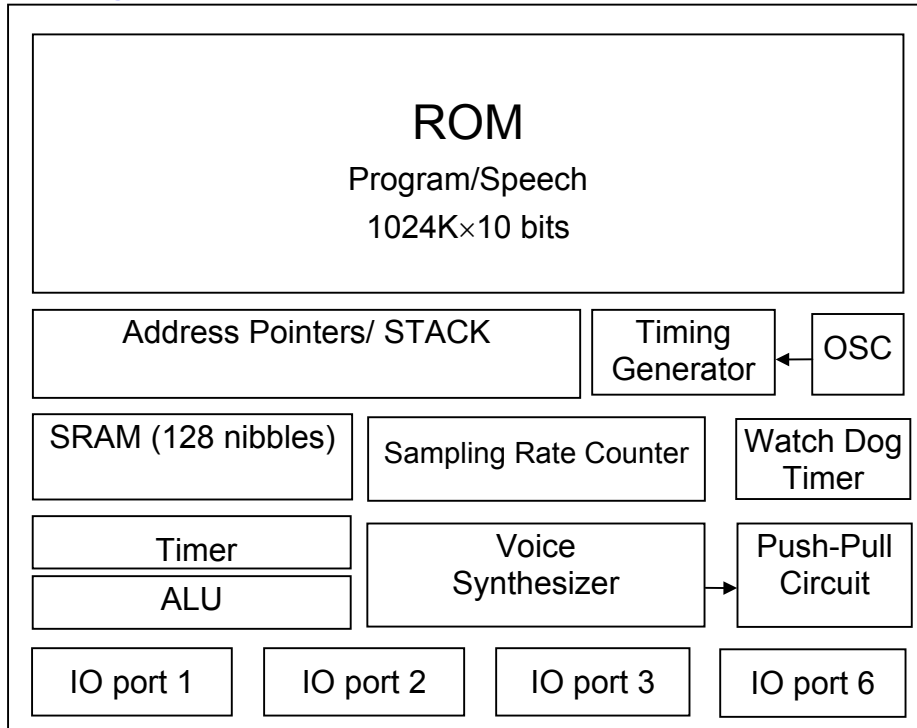 ROM
Program/Speech
1024K×10 bits
Address Pointers/ STACK
Timing
Generator
OSC
SRAM (128 nibbles)
Sampling Rate Counter
Watch Dog
Timer
Timer
ALU
Voice
Synthesizer
Push-Pull
Circuit
IO port 1
IO port 2
IO port 3
IO port 6